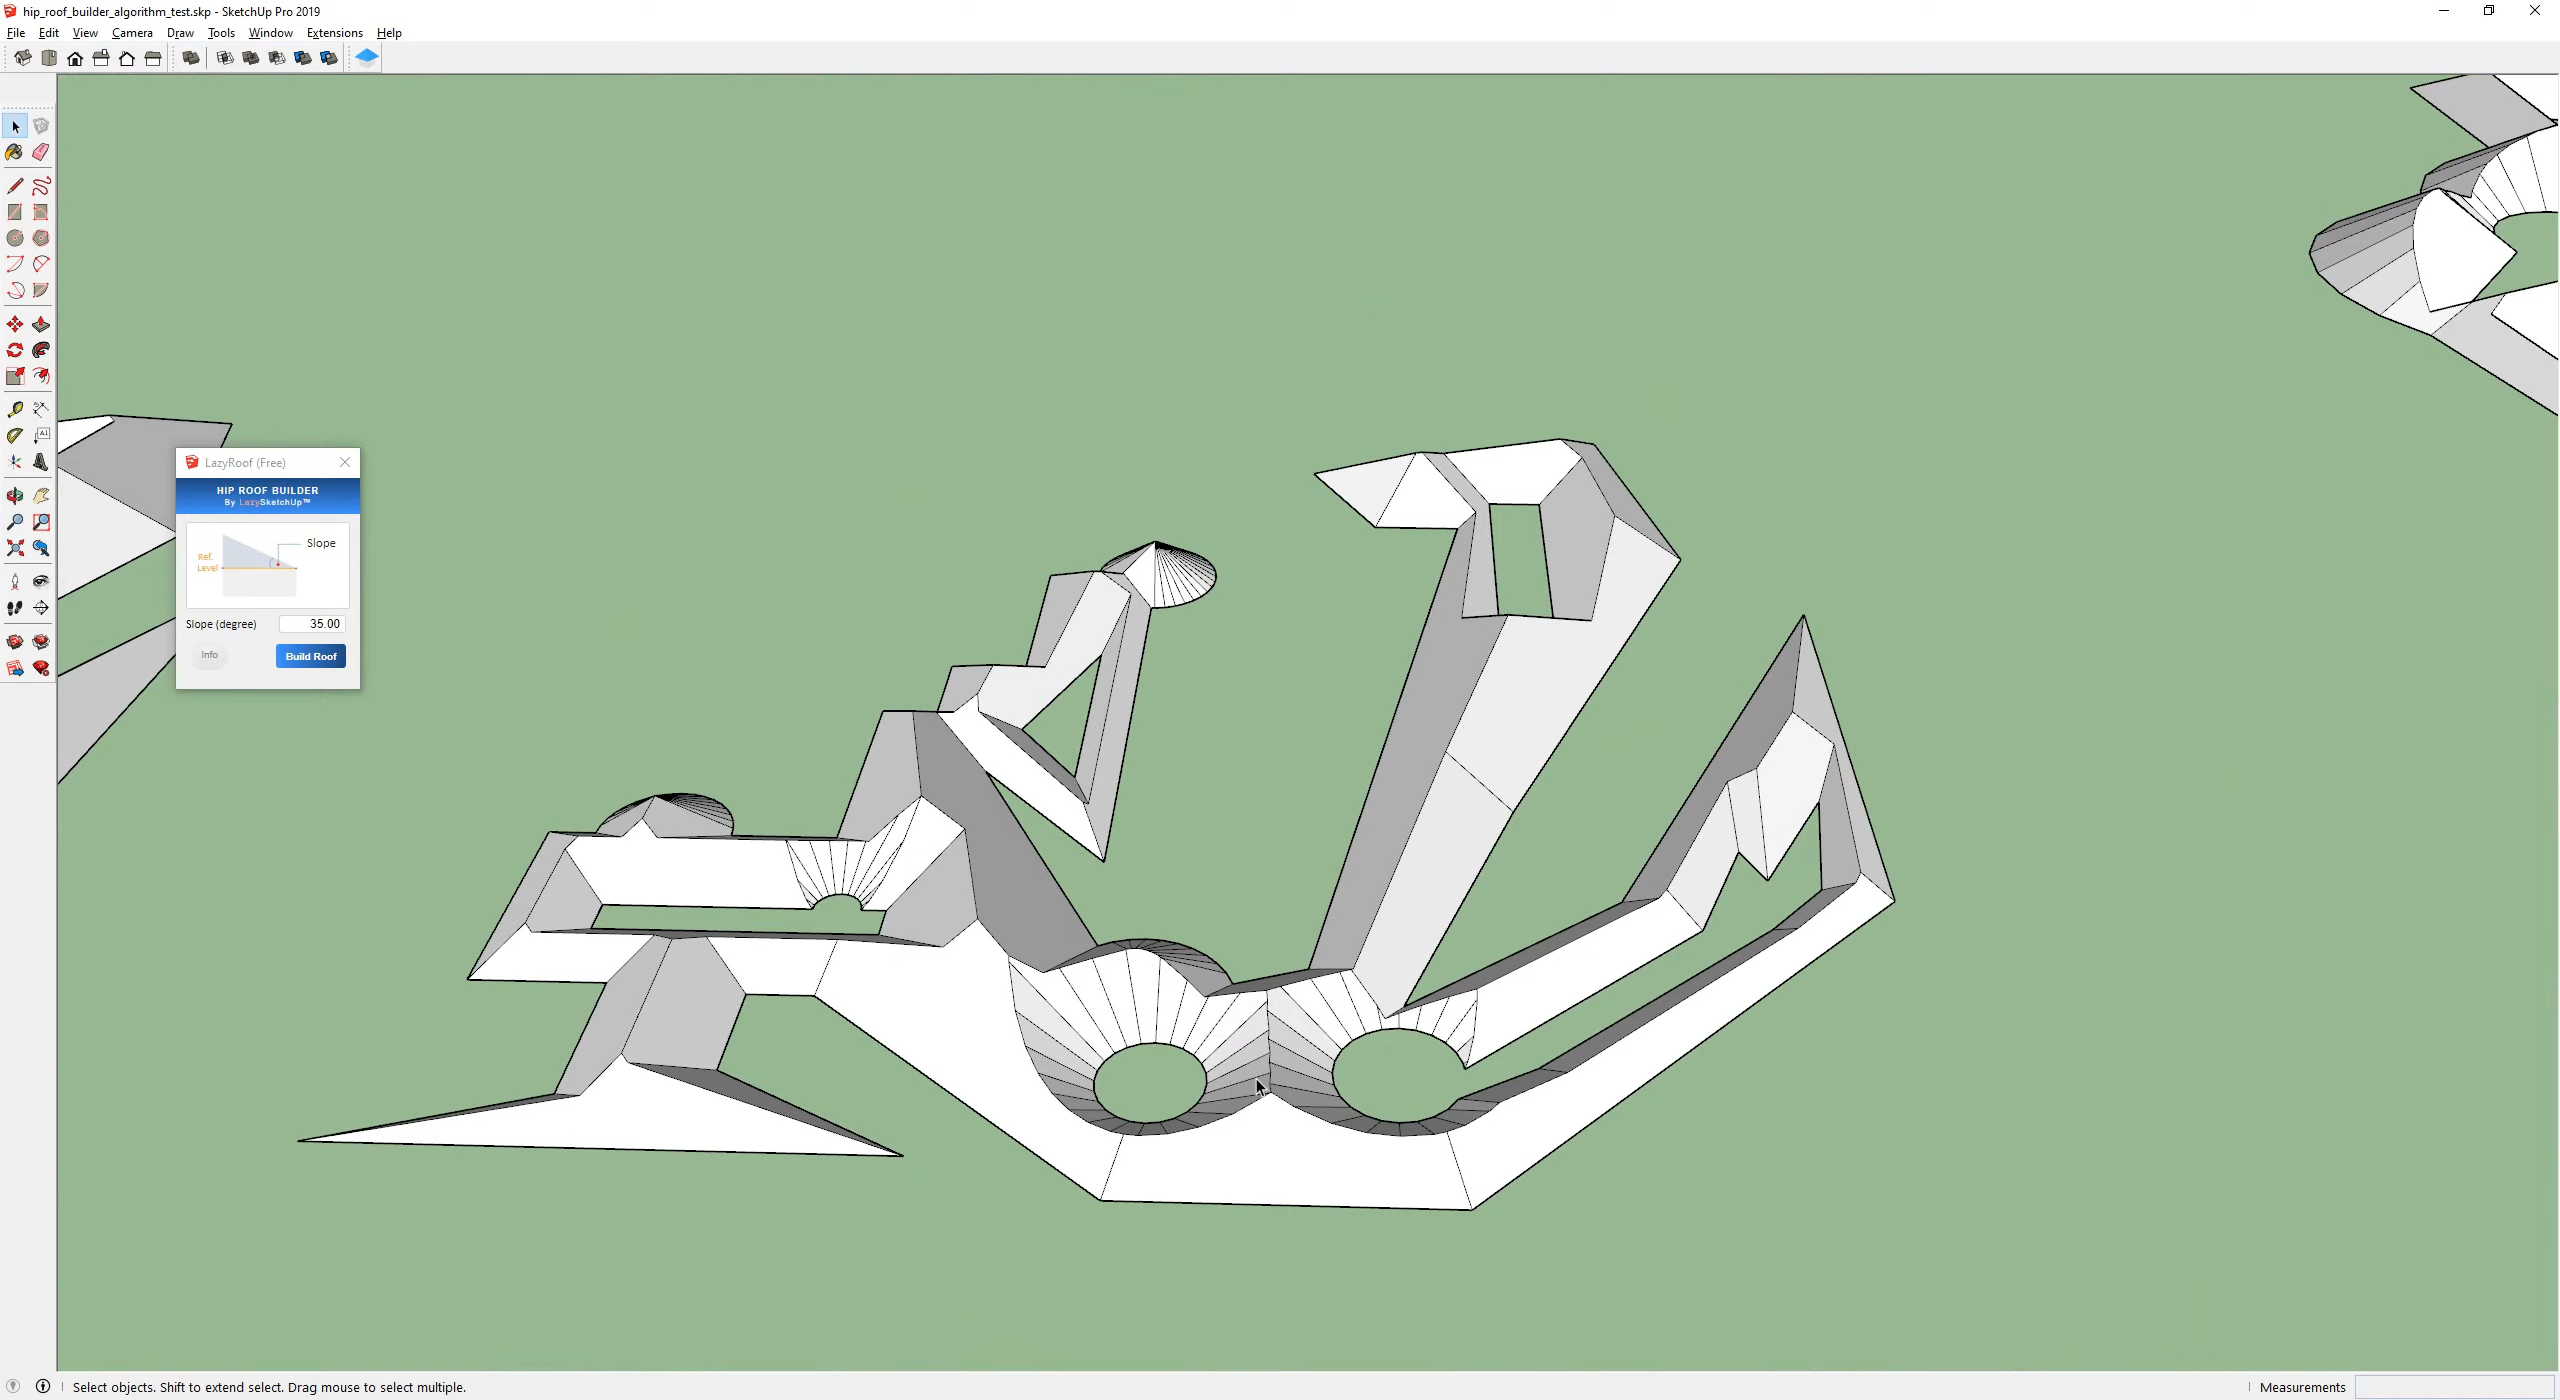 hip_roof_builder_algorithm_test.skp - SketchUp Pro 2019
File Edit View Camera Draw Tools Window Extensions Help
A1
LazyRoof (Free)
HIP ROOF BUILDER
By LazySketchUp™
Slope
Ref.
Level
Slope (degree) 35.00
Info Build Roof
Select objects. Shift to extend select. Drag mouse to select multiple.
Measurements